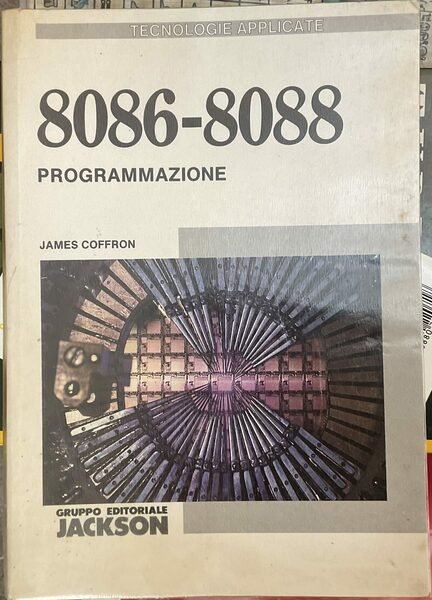 TECNOLOGIE APPLICATE
8086-8088
PROGRAMMAZIONE
JAMES COFFRON
GRUPPO EDITORIALE
JACKSON